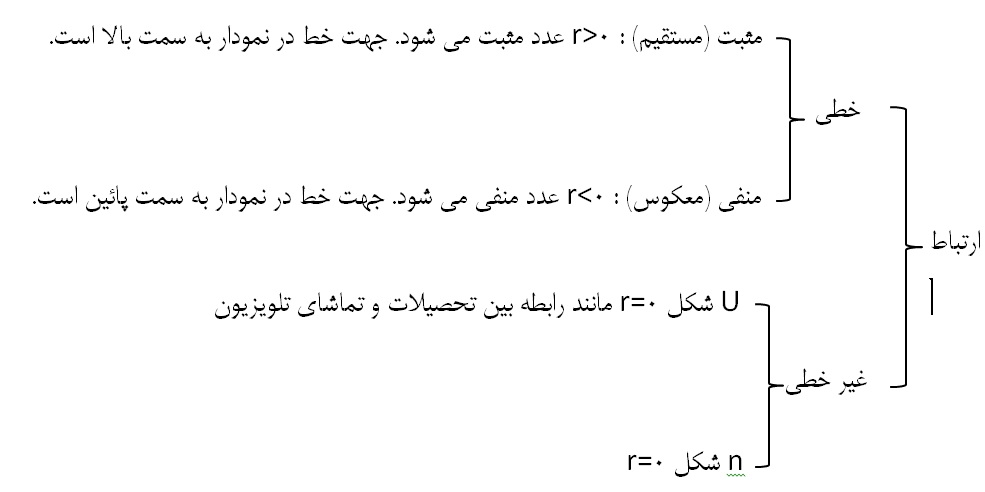 مثبت (مستقیم) : r>۰ عدد مثبت می شود. جهت خط در نمودار به سمت بالا است.
خطی
منفی (معکوس) : r<۰ عدد منفی می شود. جهت خط در نمودار به سمت پائین است.
ارتباط
U شکل r=۰ مانند رابطه بین تحصیلات و تماشای تلویزیون
غیر خطی
n شکل r=۰